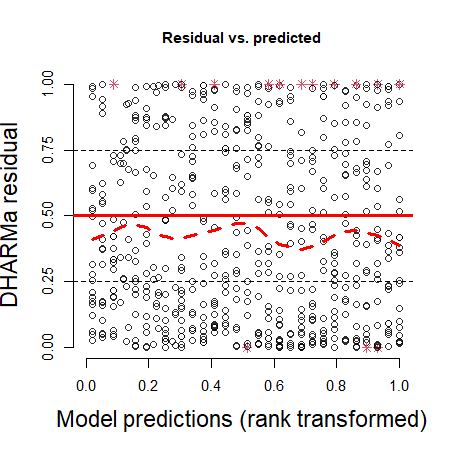 Residual vs. predicted
DHARMa residual
1.00
0.75
0.50
0.25
0.00
0.0 0.2 0.4 0.6 0.8 1.0
Model predictions (rank transformed)